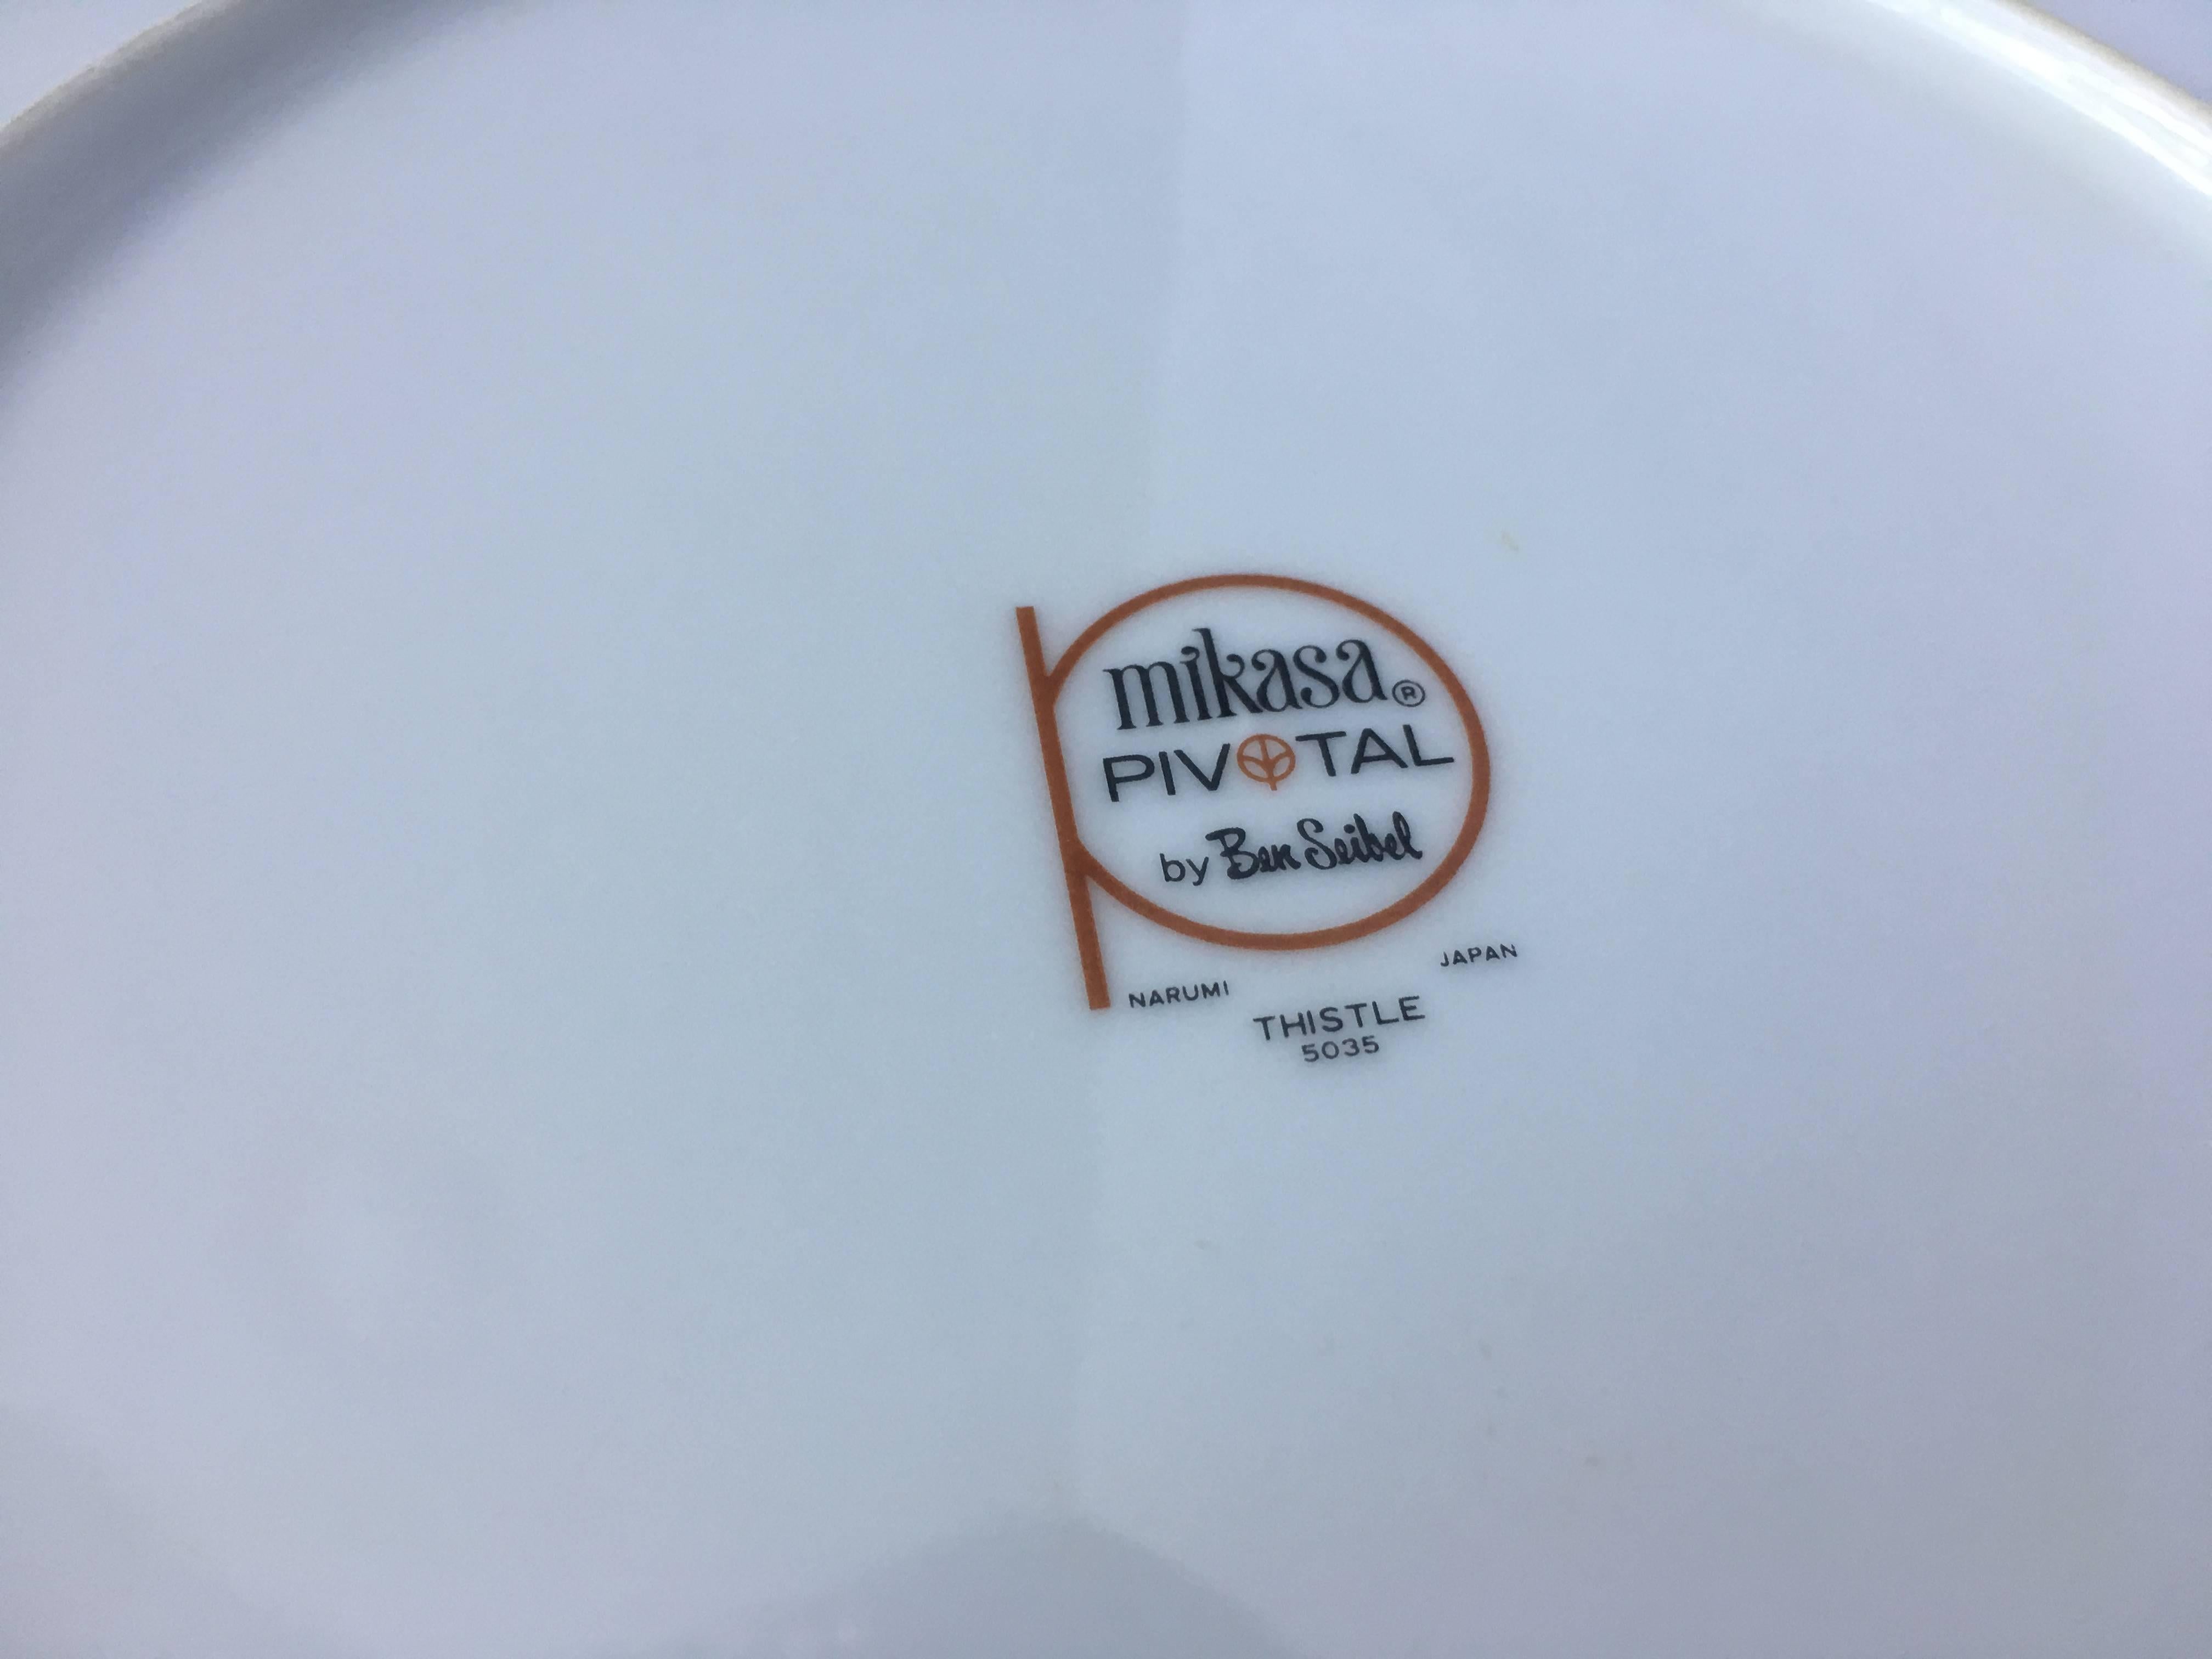 mikasa®
PIVOTAL
by Ben Seibel
NARUMI JAPAN
THISTLE
5035